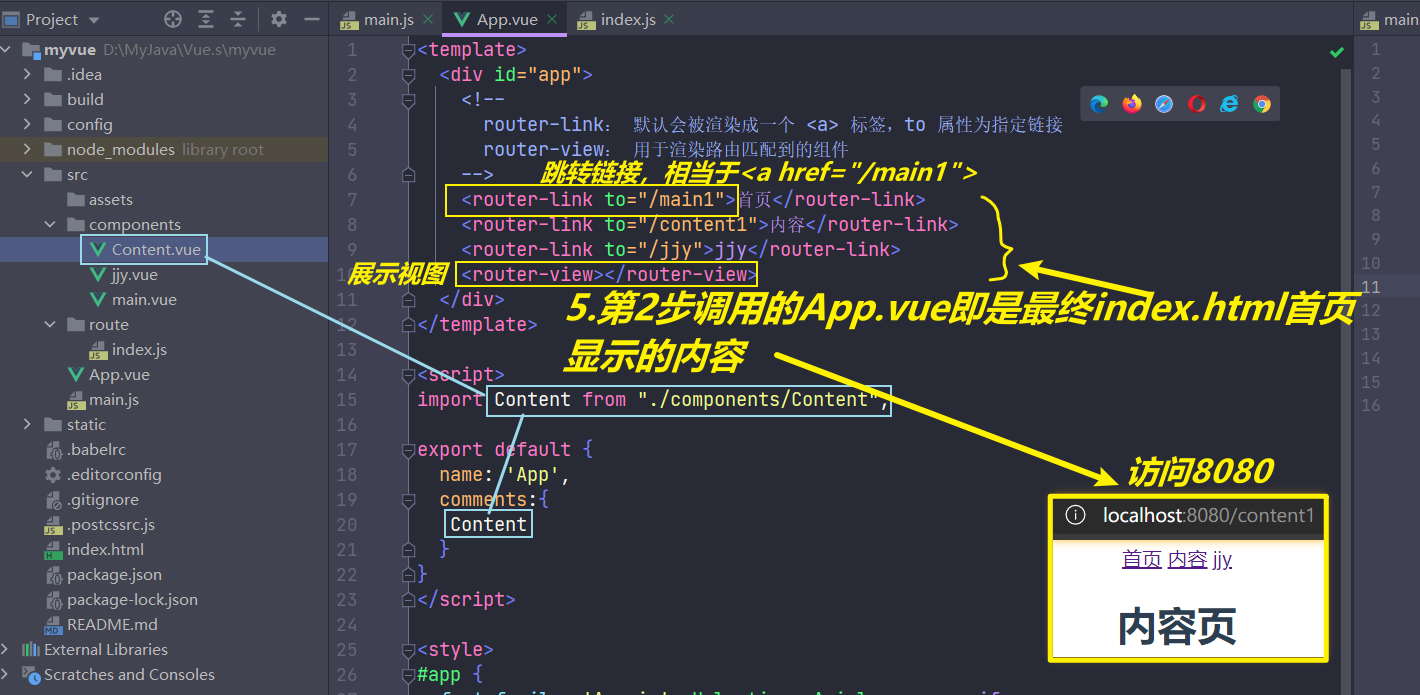 Project
main.js
App.vue
index.js
main
myvue D:\MyJava\Vue.s\myvue
.idea
build
config
node_modules library root
src
assets
components
Content.vue
jjy.vue
main.vue
route
index.js
App.vue
main.js
static
.babelrc
.editorconfig
.gitignore
.postcssrc.js
index.html
package.json
package-lock.json
README.md
External Libraries
Scratches and Consoles
1 <template>
2 <div id="app">
3 <!--
4 router-link： 默认会被渲染成一个 <a> 标签，to 属性为指定链接
5 router-view： 用于渲染路由匹配到的组件
6 -->
跳转链接，相当于<a href="/main1">
7 <router-link to="/main1">首页</router-link>
8 <router-link to="/content1">内容</router-link>
9 <router-link to="/jjy">jjy</router-link>
展示视图
10 <router-view></router-view>
11 </div>
5.第2步调用的App.vue即是最终index.html首页
显示的内容
12 </template>
13
14 <script>
15 import Content from "./components/Content",
16
17 export default {
18 name: 'App',
19 comments:{
20 Content
21 }
22 }
23 </script>
24
25 <style>
26 #app {
访问8080
localhost:8080/content1
首页 内容 jjy
内容页
1
2
3
4
5
6
7
8
9
10
11
12
13
14
15
16